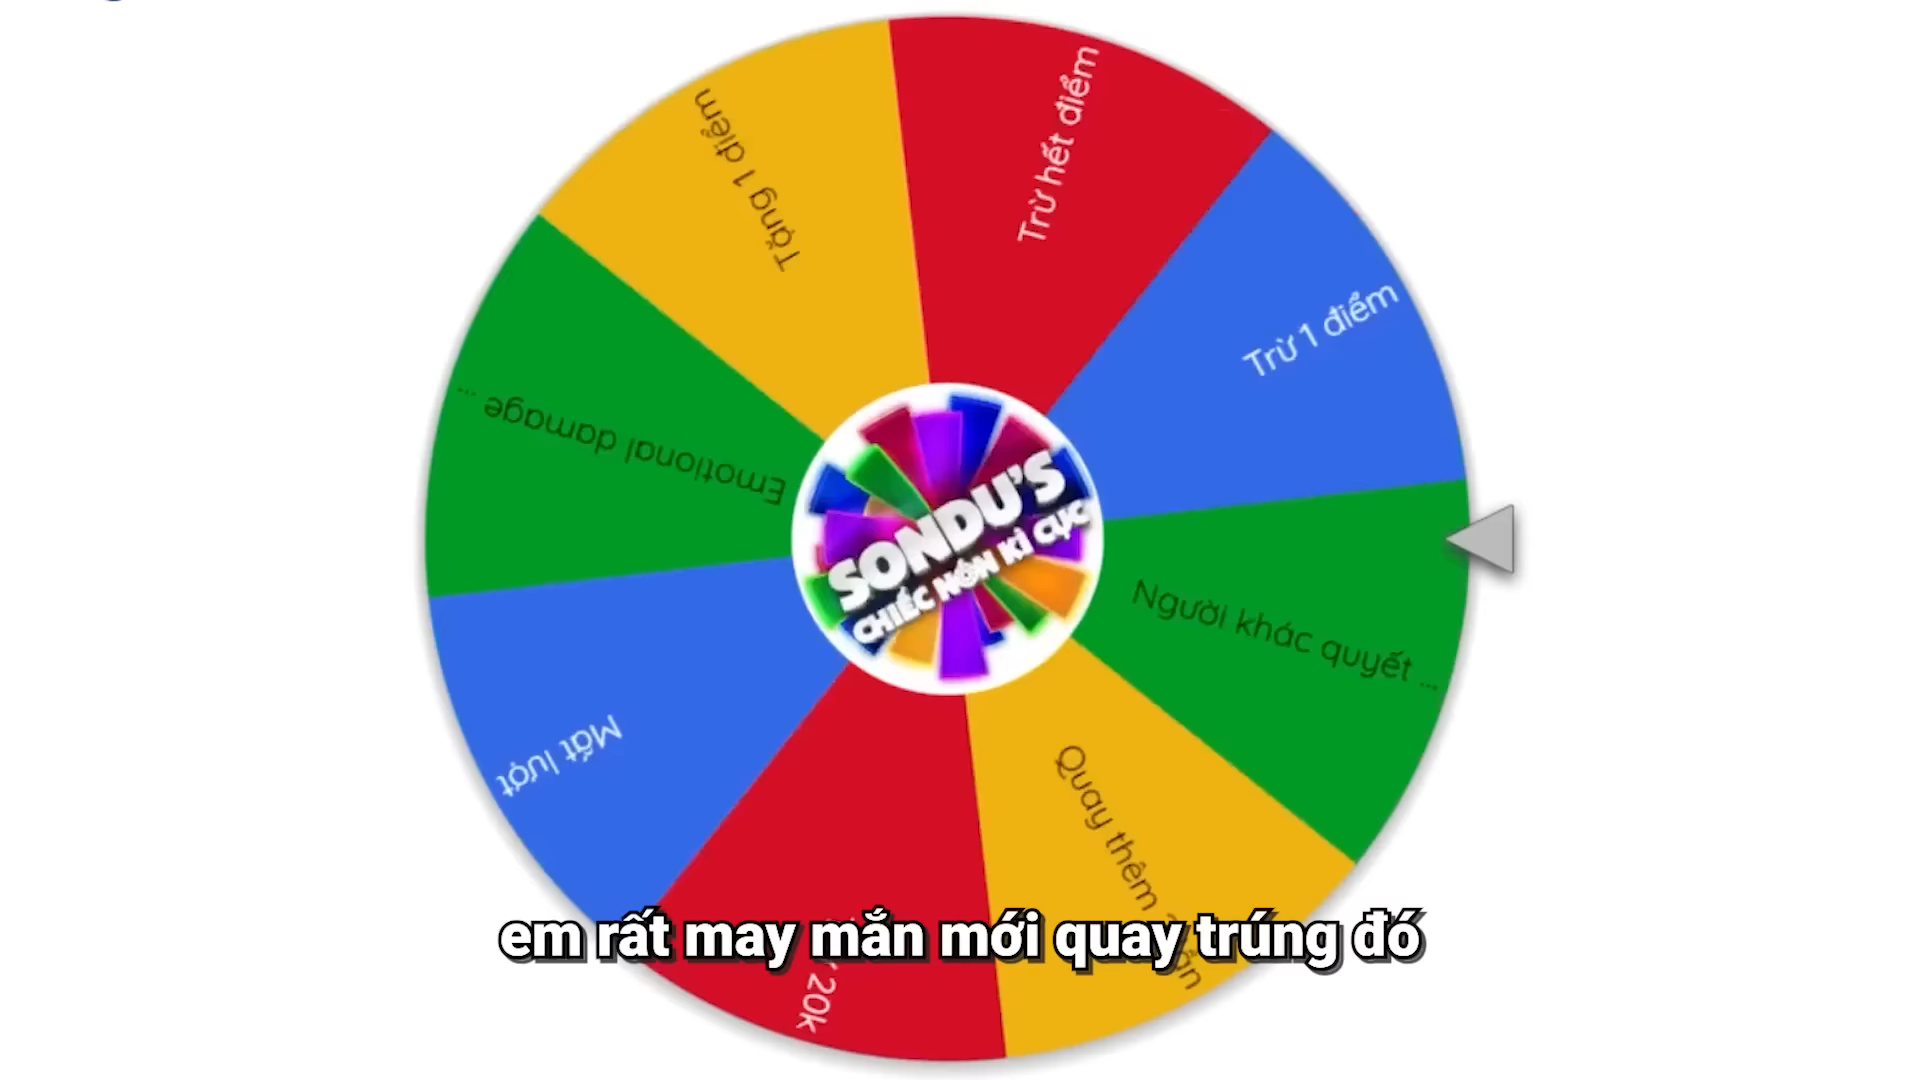 Trừ hết điểm
Tặng 1 điểm
Trừ 1 điểm
Emotional damage ...
SONDU'S
CHIẾC NÓN KÌ CỤC
Người khác quyết ...
Mất lượt
Quay thêm
20k
em rất may mắn mới quay trúng đó